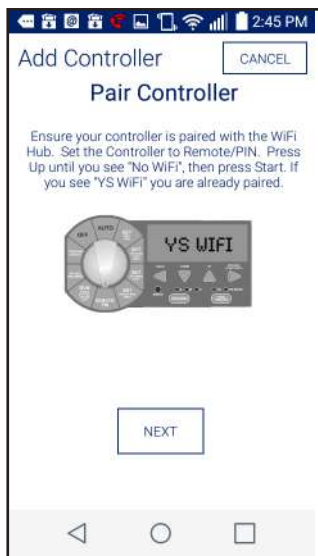 2:45 PM
Add Controller
CANCEL
Pair Controller
Ensure your controller is paired with the WiFi
Hub. Set the Controller to Remote/PIN. Press
Up until you see "No WiFi", then press Start. If
you see "YS WiFi" you are already paired.
OFF
AUTO
YS WIFI
NEXT